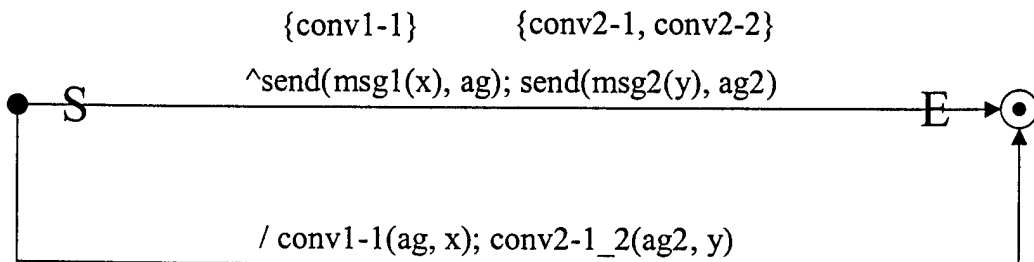 {conv1-1} {conv2-1, conv2-2}
^send(msg1(x), ag); send(msg2(y), ag2)
S E
/ conv1-1(ag, x); conv2-1_2(ag2, y)